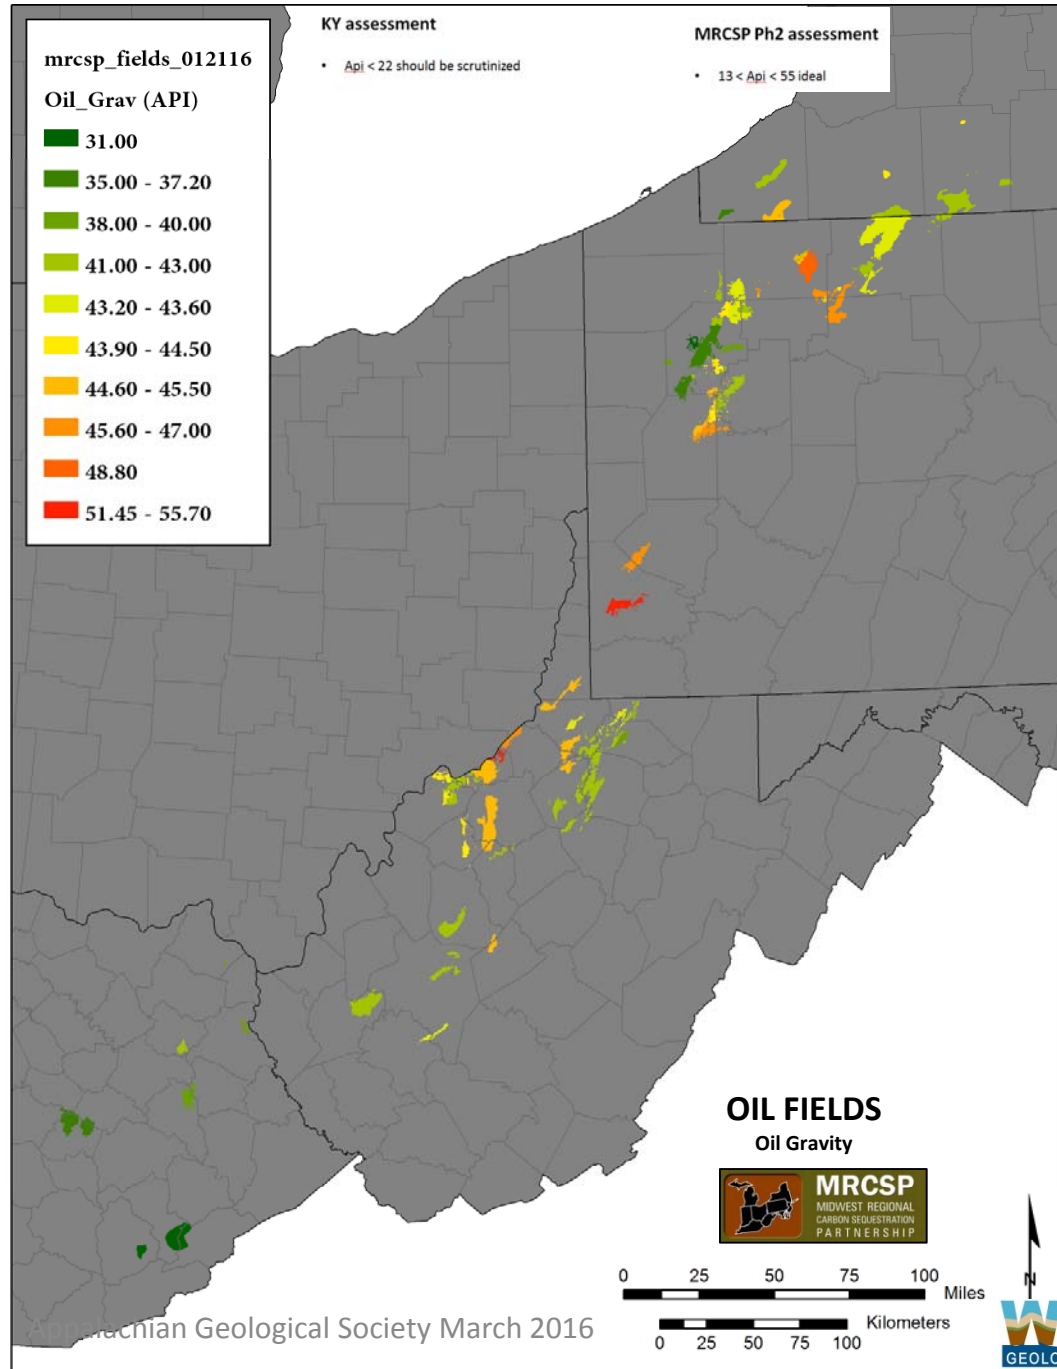 KY assessment
• Api < 22 should be scrutinized
MRCSP Ph2 assessment
• 13 < Api < 55 ideal
mrcsp_fields_012116
Oil_Grav (API)
31.00
35.00 - 37.20
38.00 - 40.00
41.00 - 43.00
43.20 - 43.60
43.90 - 44.50
44.60 - 45.50
45.60 - 47.00
48.80
51.45 - 55.70
OIL FIELDS
Oil Gravity
MRCSP
MIDWEST REGIONAL
CARBON SEQUESTRATION
PARTNERSHIP
0 25 50 75 100
Miles
Kilometers
0 25 50 75 100
N
W
GEOLO
Appalachian Geological Society March 2016